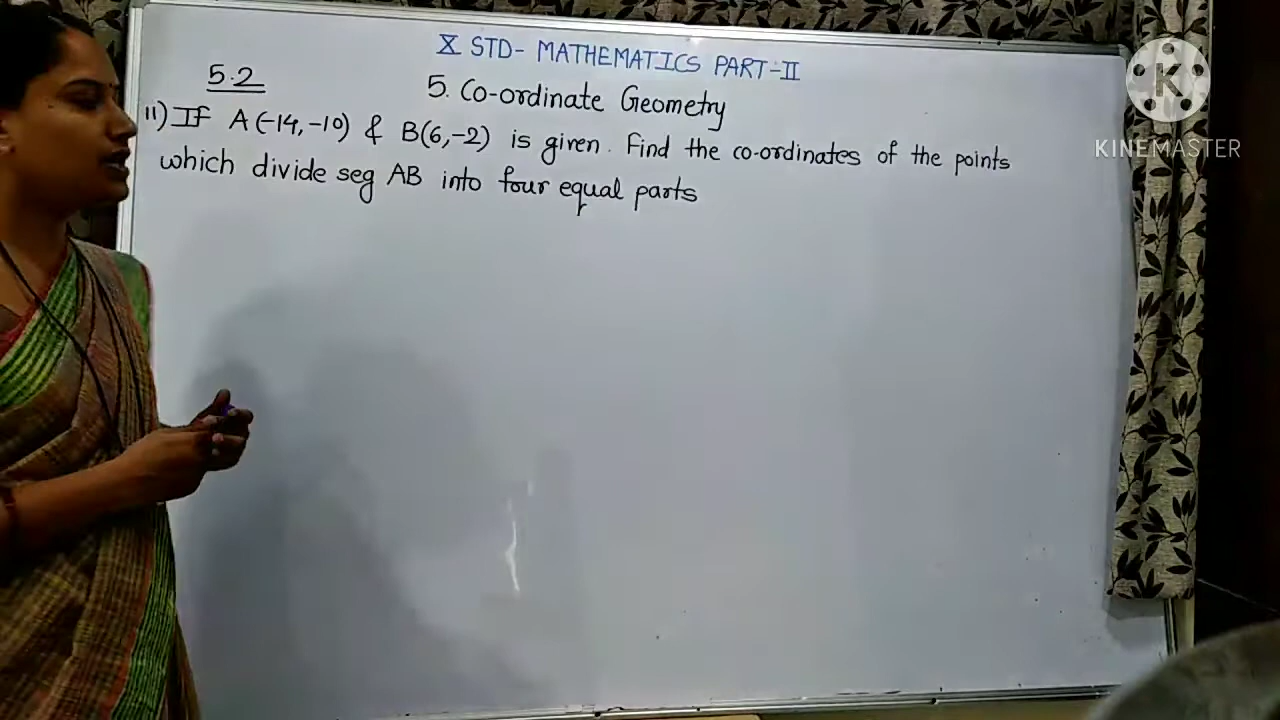 X STD- MATHEMATICS PART-II
5.2
5. Co-ordinate Geometry
11) If A(-14,-10) & B(6,-2) is given. Find the co-ordinates of the points
which divide seg AB into four equal parts
K
KINEMASTER